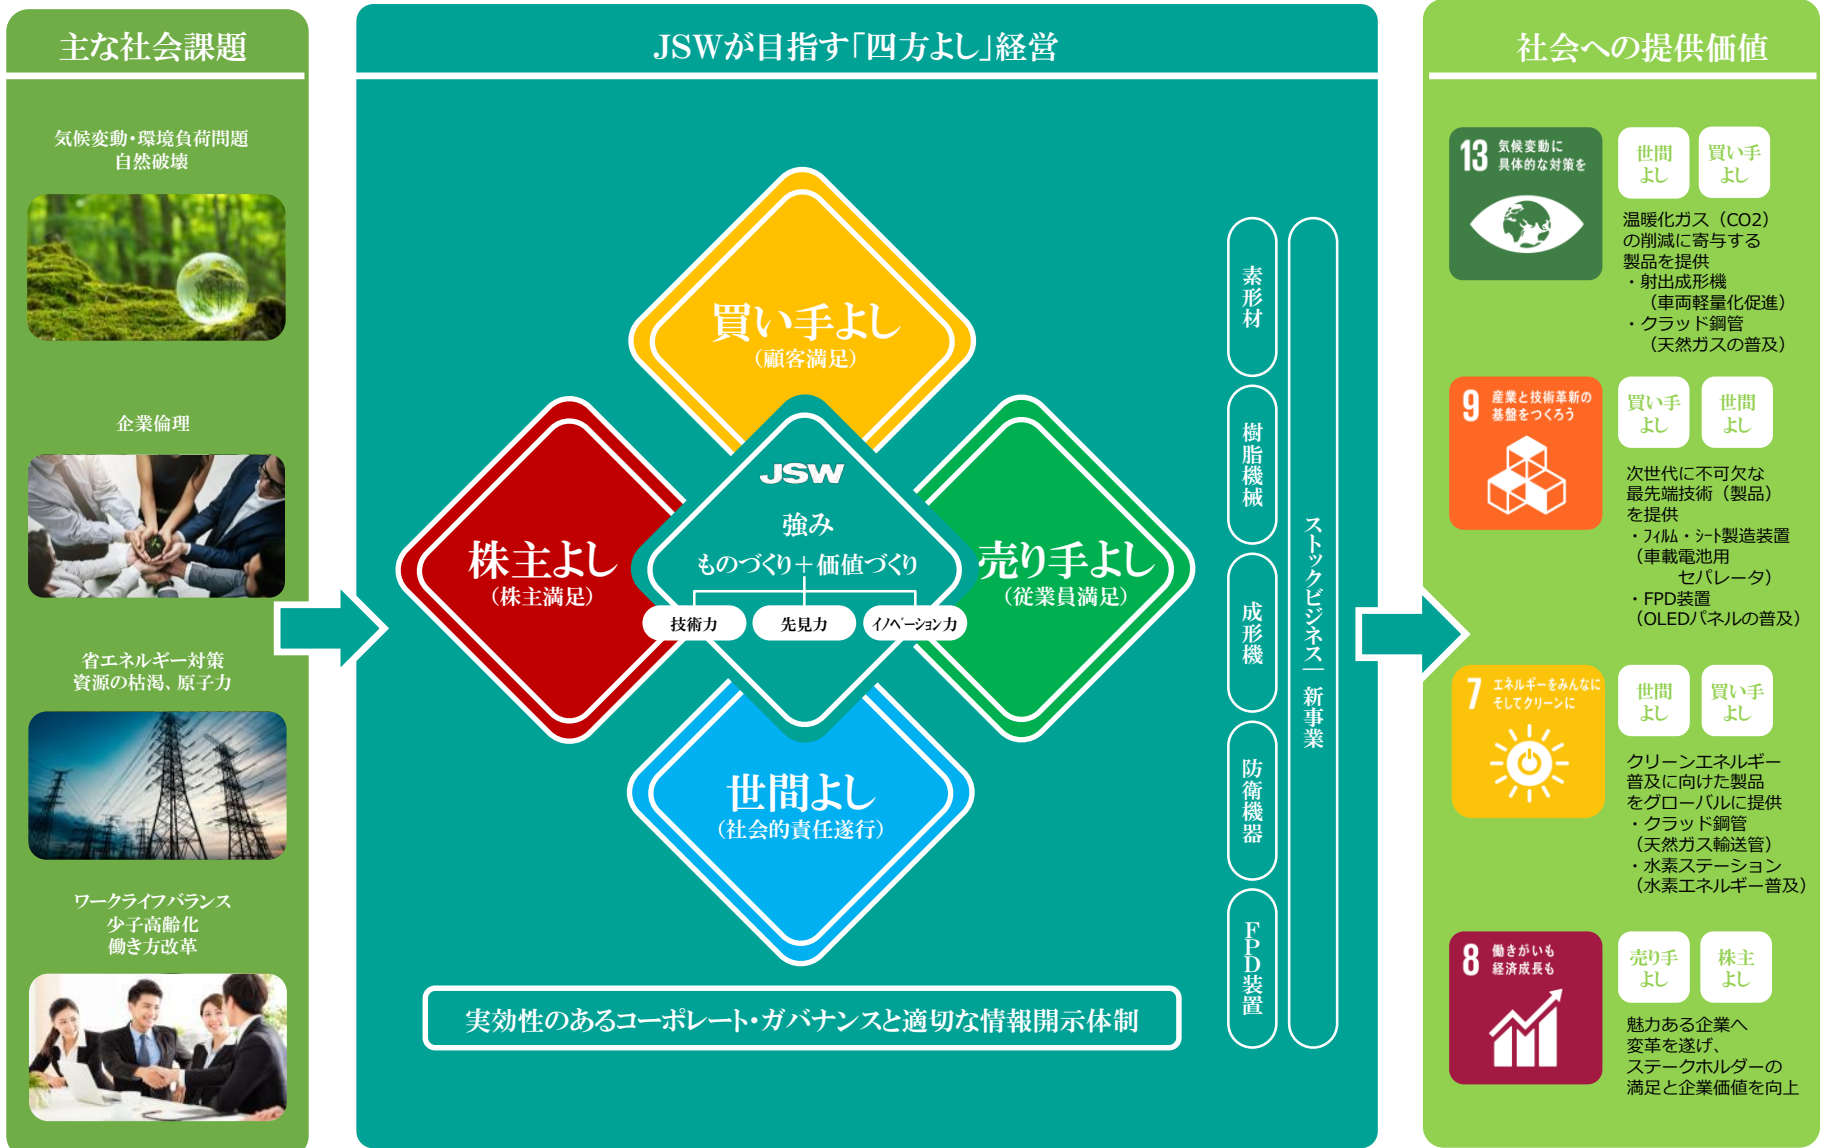 主な社会課題
気候変動・環境負荷問題
自然破壊
企業倫理
省エネルギー対策
資源の枯渇、原子力
ワークライフバランス
少子高齢化
働き方改革
JSWが目指す「四方よし」経営
買い手よし
（顧客満足）
株主よし
（株主満足）
JSW
強み
ものづくり＋価値づくり
技術力
先見力
ｲﾉﾍﾞｰｼｮﾝ力
売り手よし
（従業員満足）
世間よし
（社会的責任遂行）
実効性のあるコーポレート・ガバナンスと適切な情報開示体制
素形材
樹脂機械
成形機
防衛機器
FPD装置
ストックビジネス｜新事業
社会への提供価値
13 気候変動に
具体的な対策を
世間
よし
買い手
よし
温暖化ガス（CO2）
の削減に寄与する
製品を提供
・射出成形機
（車両軽量化促進）
・クラッド鋼管
（天然ガスの普及）
9 産業と技術革新の
基盤をつくろう
買い手
よし
世間
よし
次世代に不可欠な
最先端技術（製品）
を提供
・ﾌｨﾙﾑ・ｼｰﾄ製造装置
（車載電池用
セパレータ）
・FPD装置
（OLEDパネルの普及）
7 エネルギーをみんなに
そしてクリーンに
世間
よし
買い手
よし
クリーンエネルギー
普及に向けた製品
をグローバルに提供
・クラッド鋼管
（天然ガス輸送管）
・水素ステーション
（水素エネルギー普及）
8 働きがいも
経済成長も
売り手
よし
株主
よし
魅力ある企業へ
変革を遂げ、
ステークホルダーの
満足と企業価値を向上